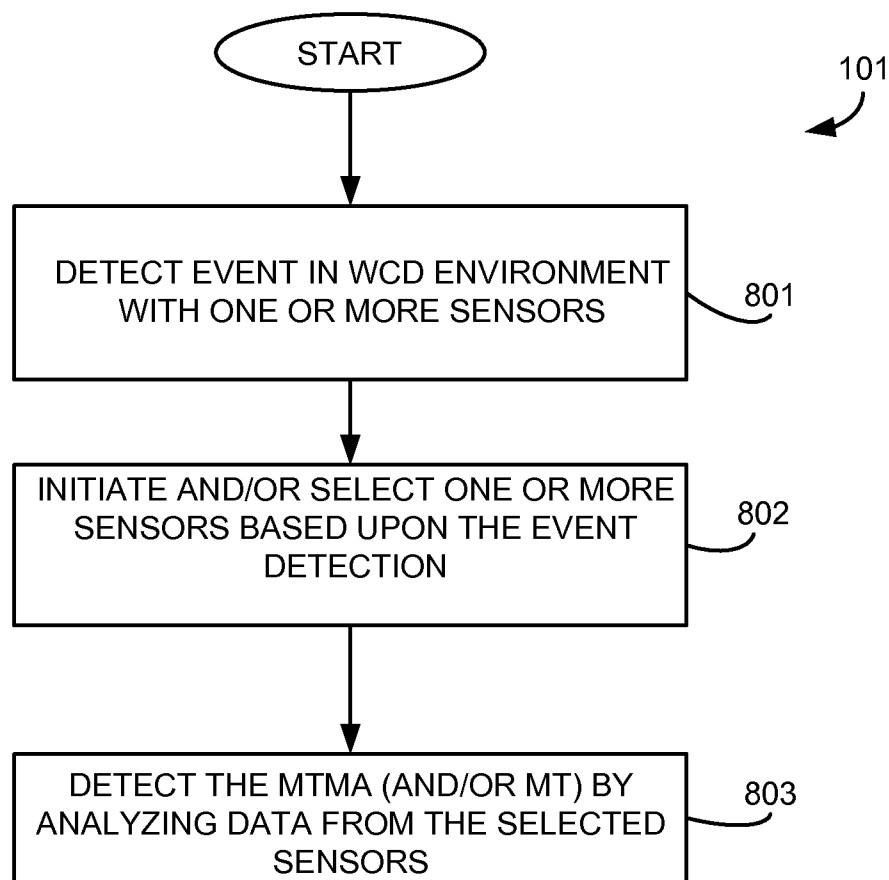 START
101
DETECT EVENT IN WCD ENVIRONMENT
WITH ONE OR MORE SENSORS
801
INITIATE AND/OR SELECT ONE OR MORE
SENSORS BASED UPON THE EVENT
DETECTION
802
DETECT THE MTMA (AND/OR MT) BY
ANALYZING DATA FROM THE SELECTED
SENSORS
803